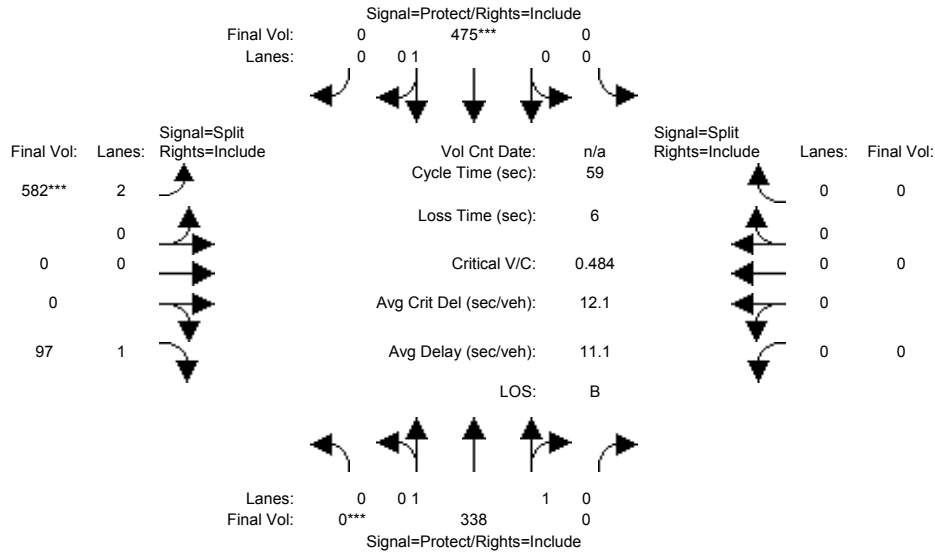 Signal=Protect/Rights=Include
Final Vol: 0 475*** 0
Lanes: 0 0 1 0 0
Signal=Split
Final Vol: Lanes: Rights=Include
Vol Cnt Date: n/a
Signal=Split
Rights=Include Lanes: Final Vol:
Cycle Time (sec): 59
582*** 2
0 0
Loss Time (sec): 6
0
0
0 0
Critical V/C: 0.484
0 0
0
Avg Crit Del (sec/veh): 12.1
0
97 1
Avg Delay (sec/veh): 11.1
0 0
LOS: B
Lanes: 0 0 1 1 0
Final Vol: 0*** 338 0
Signal=Protect/Rights=Include